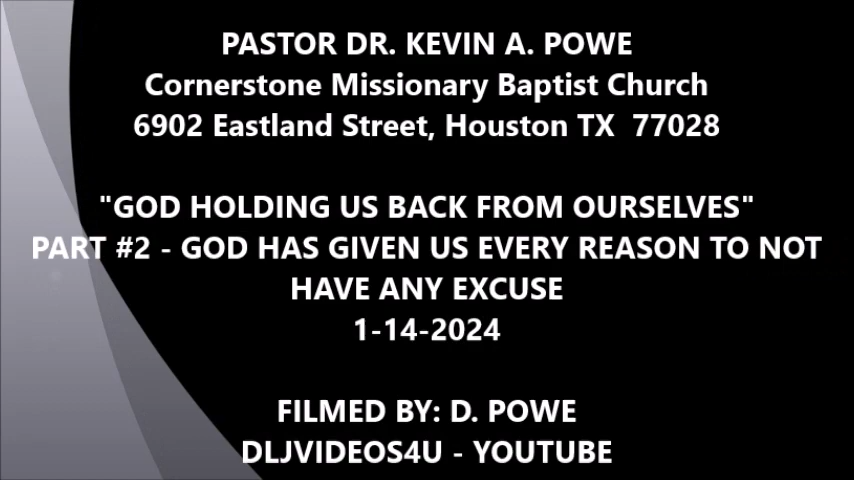 PASTOR DR. KEVIN A. POWE
Cornerstone Missionary Baptist Church
6902 Eastland Street, Houston TX  77028
"GOD HOLDING US BACK FROM OURSELVES"
PART #2 - GOD HAS GIVEN US EVERY REASON TO NOT
HAVE ANY EXCUSE
1-14-2024
FILMED BY: D. POWE
DLJVIDEOS4U - YOUTUBE